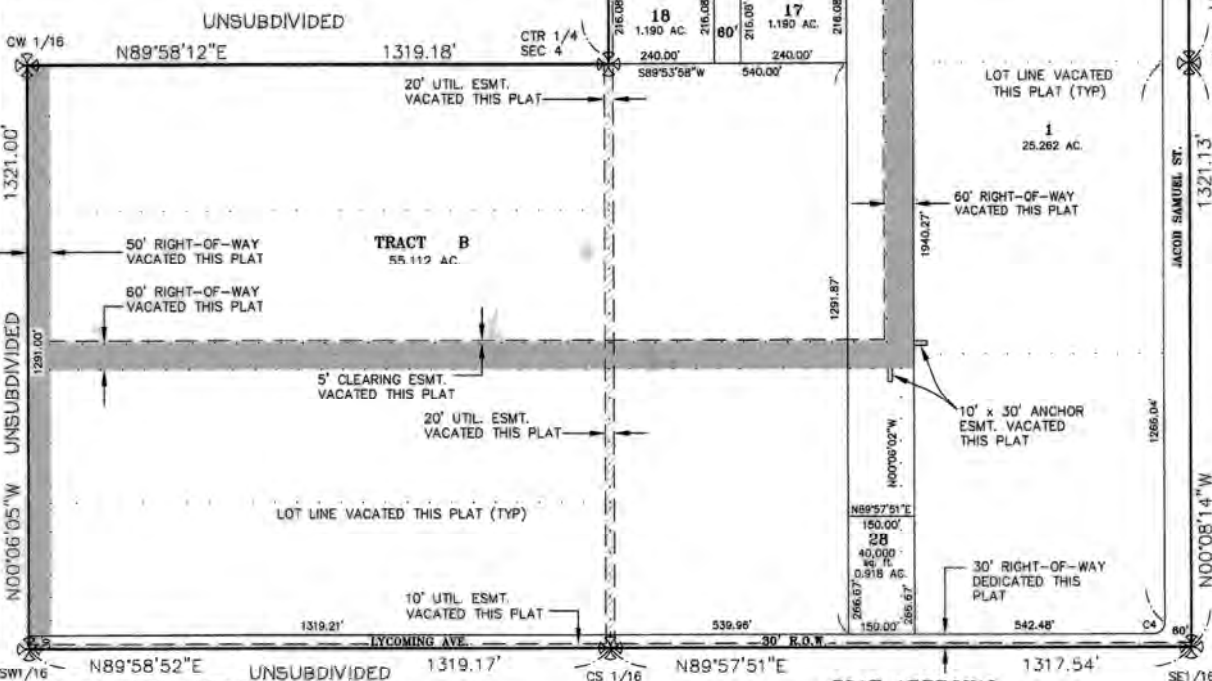 UNSUBDIVIDED
CW 1/16
N89°58'12"E
1319.18'
CTR 1/4
SEC 4
216.08'
18
1.190 AC.
216.08'
60'
216.08'
17
1.190 AC.
216.08'
240.00'
240.00'
S89°53'58"W
540.00'
20' UTIL. ESMT.
VACATED THIS PLAT
LOT LINE VACATED
THIS PLAT (TYP)
1
25.262 AC.
1321.00'
1321.13'
JACOB SAMUEL ST.
60' RIGHT-OF-WAY
VACATED THIS PLAT
1940.27'
50' RIGHT-OF-WAY
VACATED THIS PLAT
TRACT B
55.112 AC.
60' RIGHT-OF-WAY
VACATED THIS PLAT
1291.87'
UNSUBDIVIDED
1291.00'
5' CLEARING ESMT.
VACATED THIS PLAT
20' UTIL. ESMT.
VACATED THIS PLAT
10' x 30' ANCHOR
ESMT. VACATED
THIS PLAT
1266.04'
N00°06'02"W
N00°06'05"W
N00°08'14"W
LOT LINE VACATED THIS PLAT (TYP)
N89°57'51"E
150.00'
28
40,000
sq. ft.
0.918 AC.
266.67'
266.67'
150.00'
30' RIGHT-OF-WAY
DEDICATED THIS
PLAT
10' UTIL. ESMT.
VACATED THIS PLAT
1319.21'
LYCOMING AVE.
539.96'
30' R.O.W.
542.48'
C4
60'
SW1/16
N89°58'52"E
UNSUBDIVIDED
1319.17'
CS 1/16
N89°57'51"E
1317.54'
SE1/16